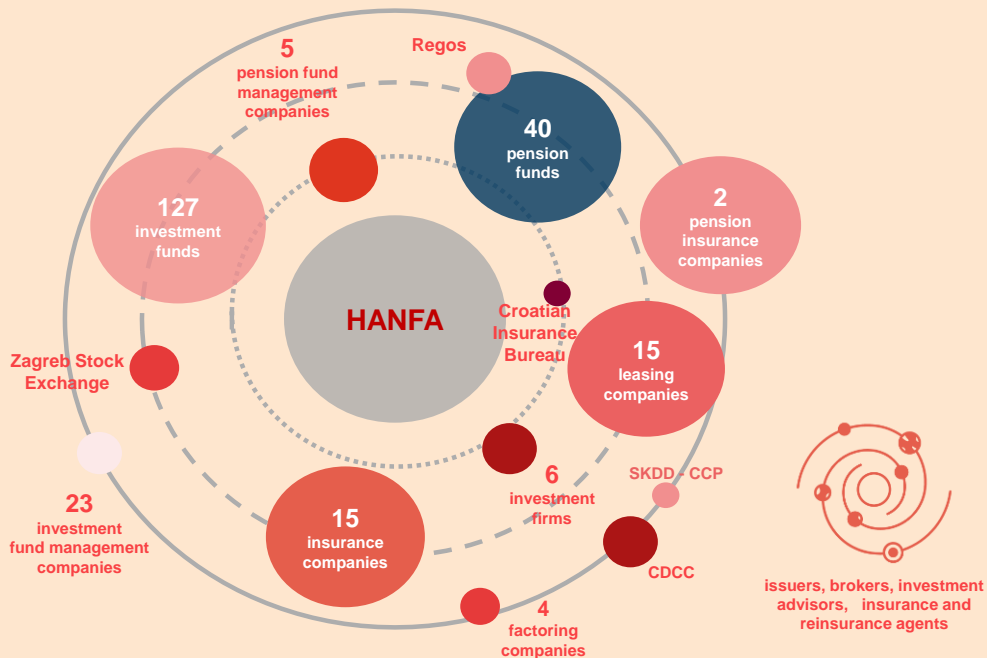 5
pension fund
management
companies
Regos
40
pension
funds
127
investment
funds
2
pension
insurance
companies
HANFA
Croatian
Insurance
Bureau
15
leasing
companies
Zagreb Stock
Exchange
23
investment
fund management
companies
15
insurance
companies
6
investment
firms
SKDD - CCP
CDCC
4
factoring
companies
issuers, brokers, investment
advisors, insurance and
reinsurance agents